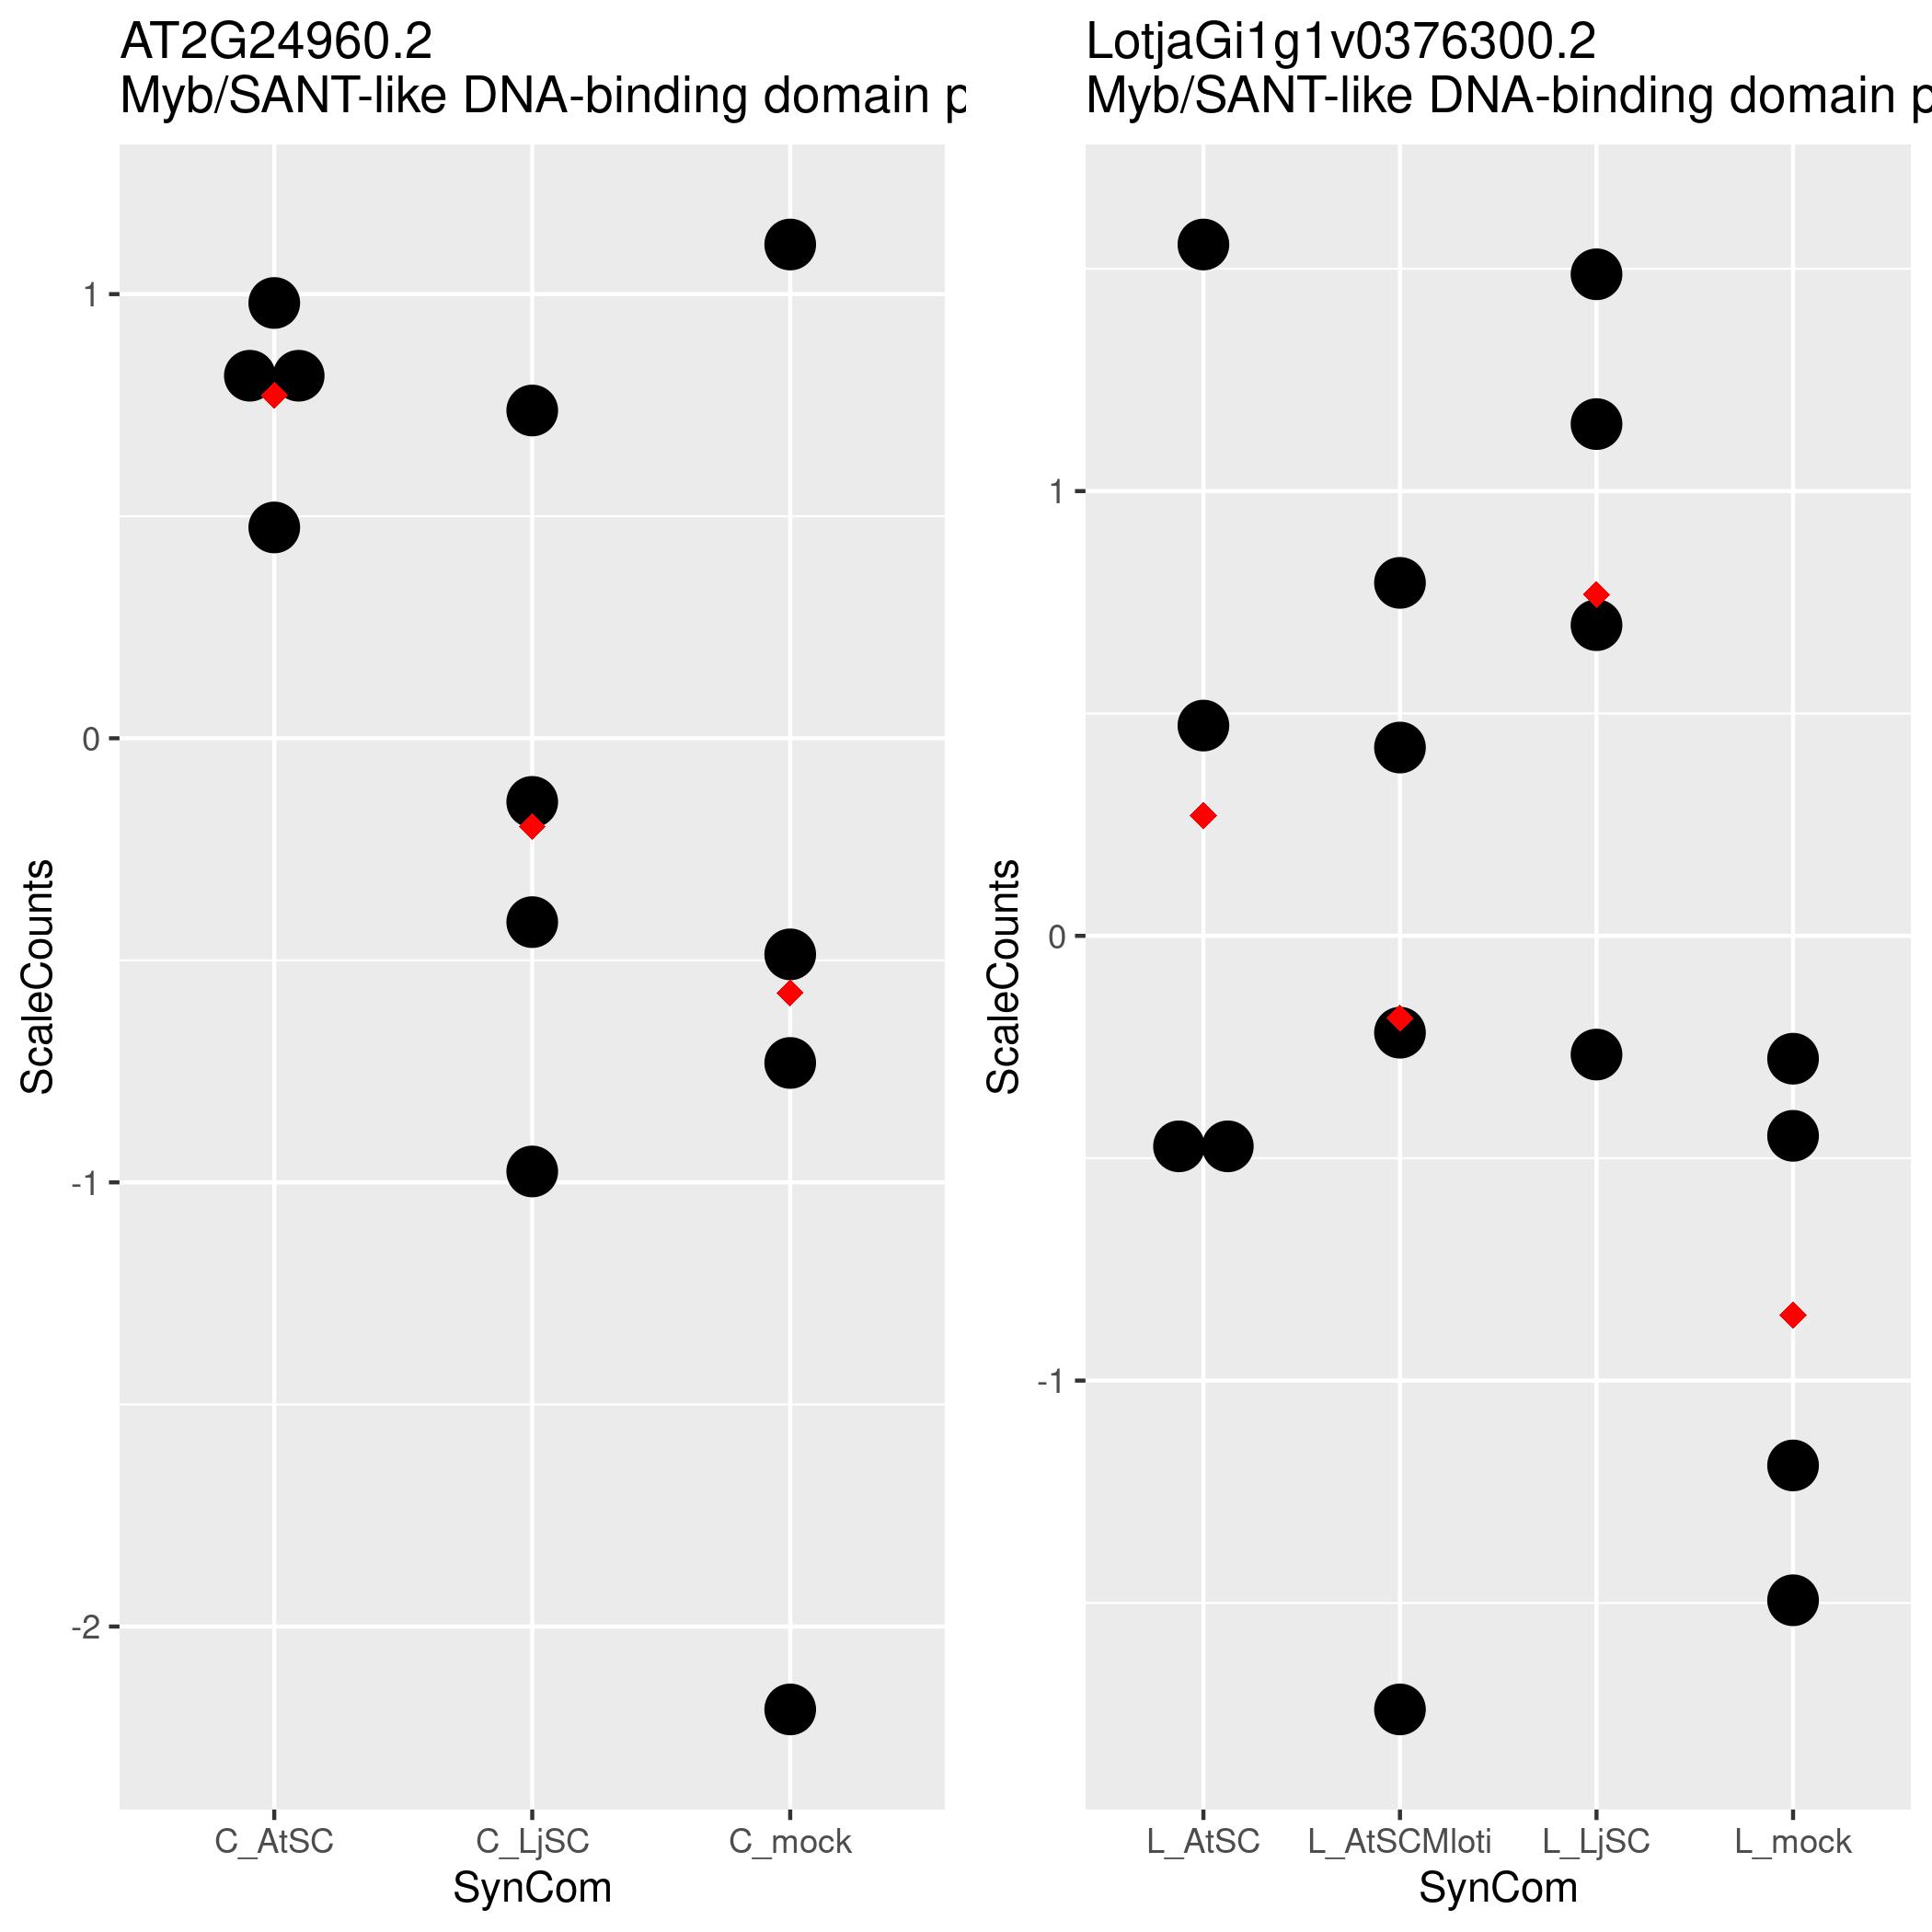 AT2G24960.2
Myb/SANT-like DNA-binding domain p
ScaleCounts
1
0
-1
-2
C_AtSC C_LjSC C_mock
SynCom
LotjaGi1g1v0376300.2
Myb/SANT-like DNA-binding domain p
ScaleCounts
1
0
-1
L_AtSC L_AtSCMloti L_LjSC L_mock
SynCom